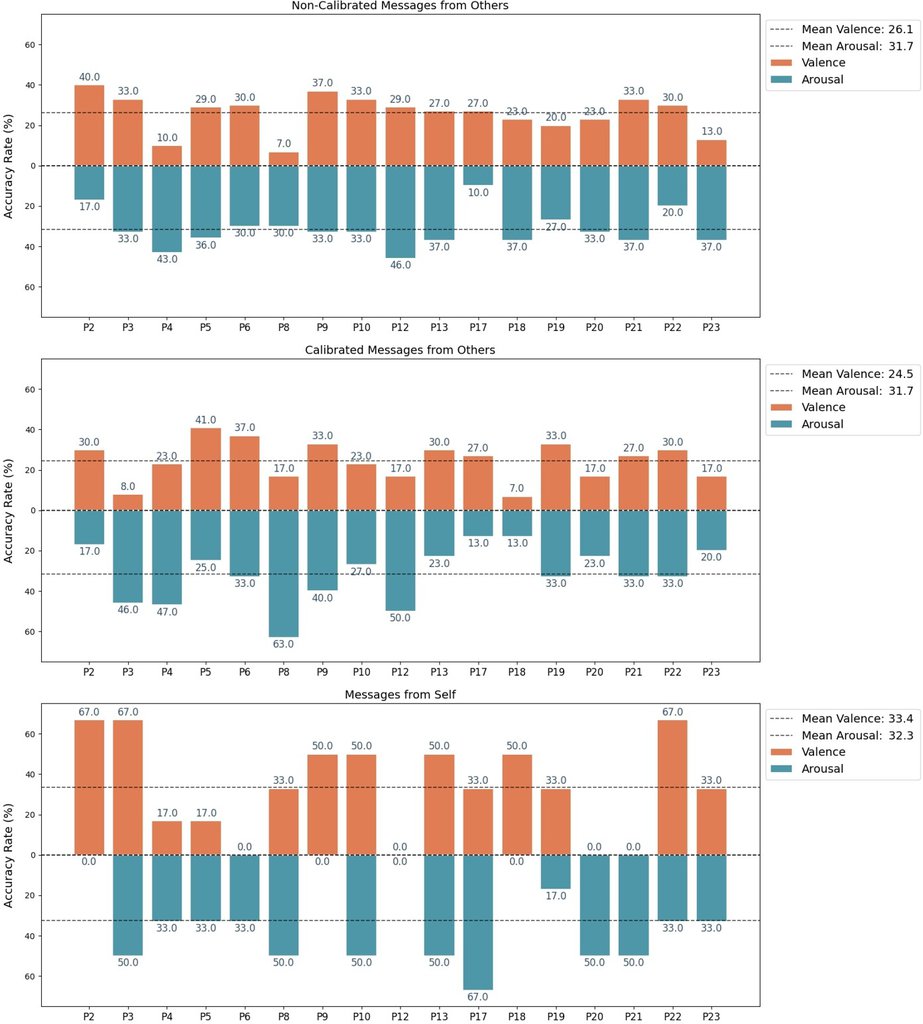 Non-Calibrated Messages from Others
Accuracy Rate (%)
60
40
20
0
20
40
60
40.0 33.0 10.0 29.0 30.0 7.0 37.0 33.0 29.0 27.0 27.0 23.0 20.0 23.0 33.0 30.0 13.0
17.0 33.0 43.0 36.0 30.0 30.0 33.0 33.0 46.0 37.0 10.0 37.0 27.0 33.0 37.0 20.0 37.0
P2 P3 P4 P5 P6 P8 P9 P10 P12 P13 P17 P18 P19 P20 P21 P22 P23
Mean Valence: 26.1
Mean Arousal: 31.7
Valence
Arousal
Calibrated Messages from Others
Accuracy Rate (%)
60
40
20
0
20
40
60
30.0 8.0 23.0 41.0 37.0 17.0 33.0 23.0 17.0 30.0 27.0 7.0 33.0 17.0 27.0 30.0 17.0
17.0 46.0 47.0 25.0 33.0 63.0 40.0 27.0 50.0 23.0 13.0 13.0 33.0 23.0 33.0 33.0 20.0
P2 P3 P4 P5 P6 P8 P9 P10 P12 P13 P17 P18 P19 P20 P21 P22 P23
Mean Valence: 24.5
Mean Arousal: 31.7
Valence
Arousal
Messages from Self
Accuracy Rate (%)
60
40
20
0
20
40
60
67.0 67.0 17.0 17.0 0.0 33.0 50.0 50.0 0.0 50.0 33.0 50.0 33.0 0.0 0.0 67.0 33.0
0.0 50.0 33.0 33.0 33.0 50.0 0.0 50.0 0.0 50.0 67.0 0.0 17.0 50.0 50.0 33.0 33.0
P2 P3 P4 P5 P6 P8 P9 P10 P12 P13 P17 P18 P19 P20 P21 P22 P23
Mean Valence: 33.4
Mean Arousal: 32.3
Valence
Arousal